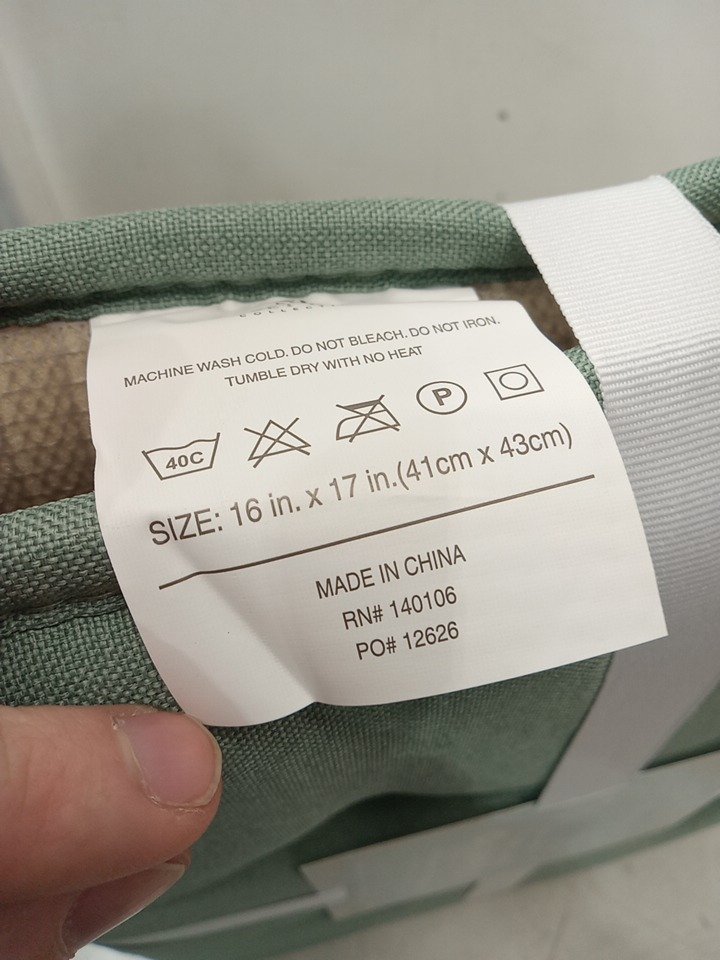 MACHINE WASH COLD. DO NOT BLEACH. DO NOT IRON.
TUMBLE DRY WITH NO HEAT
40C
P
SIZE: 16 in. x 17 in.(41cm x 43cm)
MADE IN CHINA
RN# 140106
PO# 12626